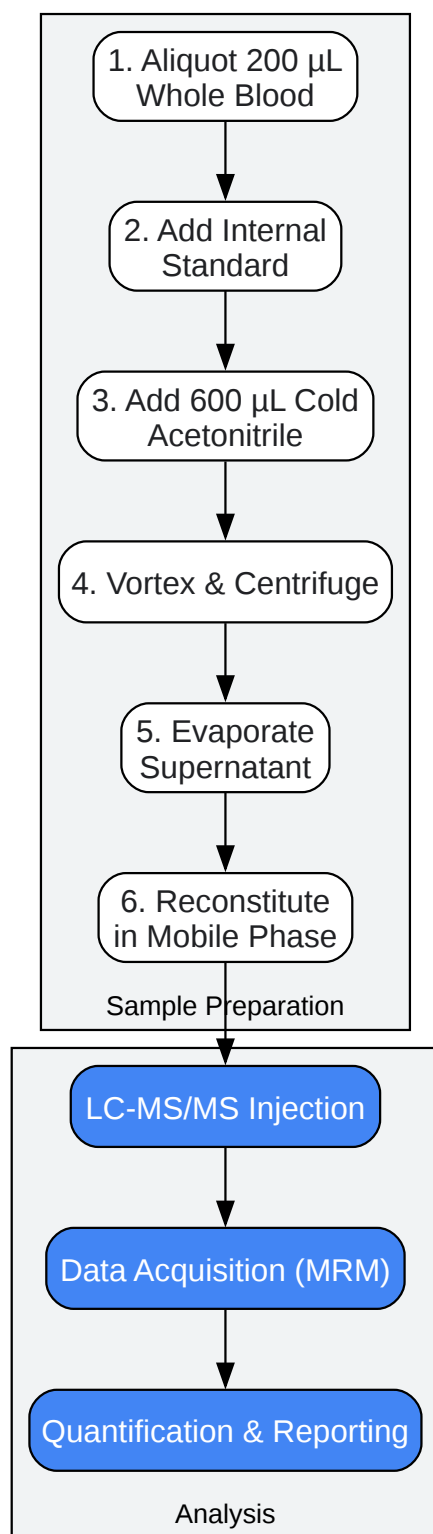 1. Aliquot 200 µL
Whole Blood
2. Add Internal
Standard
3. Add 600 µL Cold
Acetonitrile
4. Vortex & Centrifuge
5. Evaporate
Supernatant
6. Reconstitute
in Mobile Phase
Sample Preparation
LC-MS/MS Injection
Data Acquisition (MRM)
Quantification & Reporting
Analysis